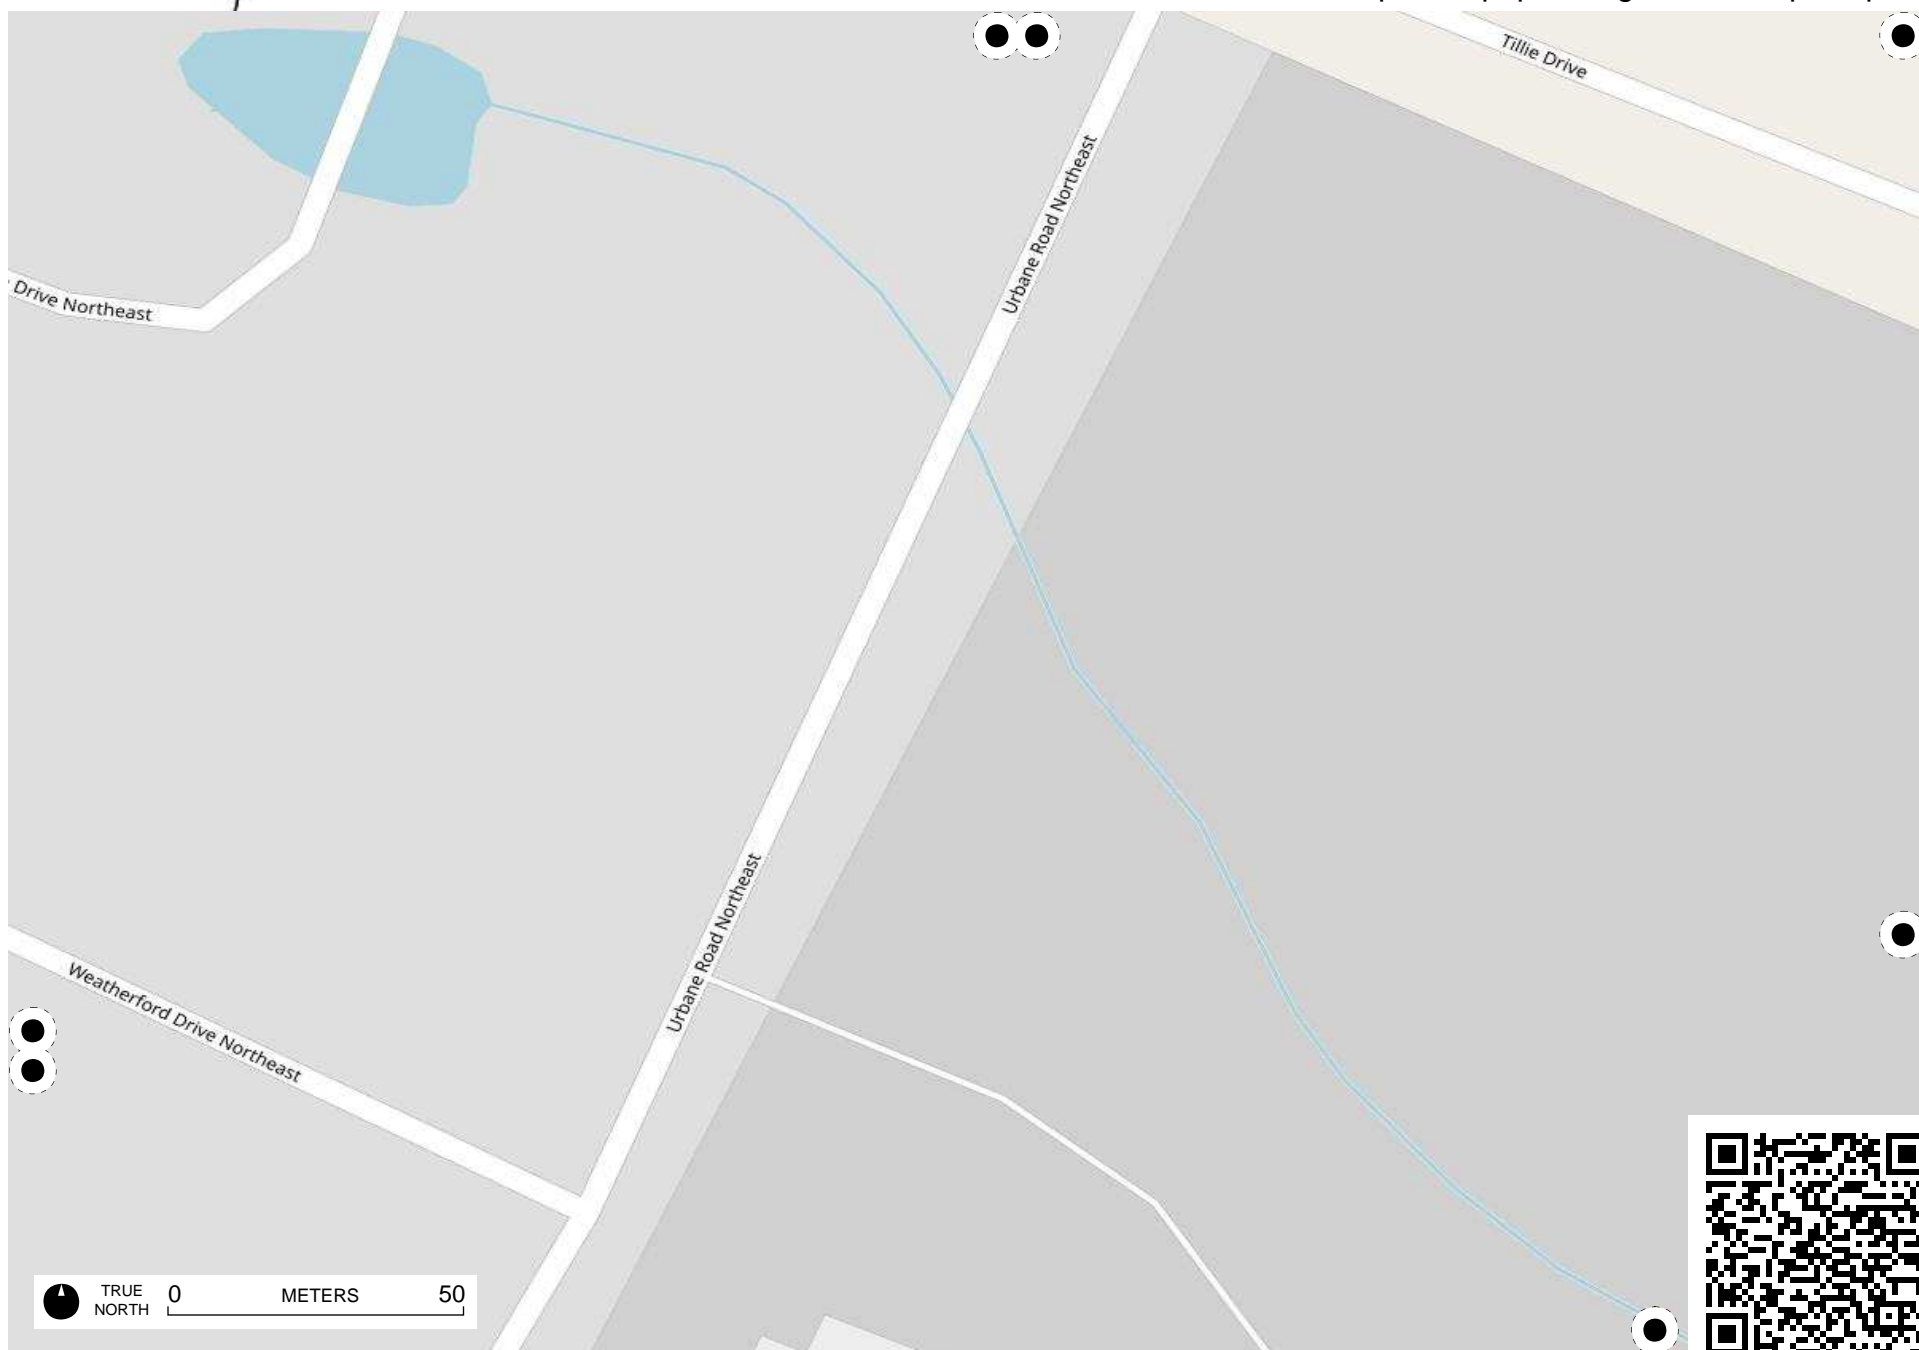 Tillie Drive
Urbane Road Northeast
Drive Northeast
Urbane Road Northeast
Weatherford Drive Northeast
TRUE
NORTH
0 METERS 50